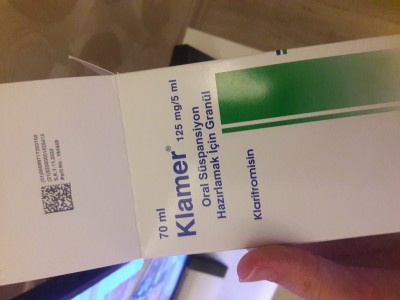 70 ml
Klamer® 125 mg/5 ml
Oral Süspansiyon
Hazırlamak İçin Granül
Klaritromisin